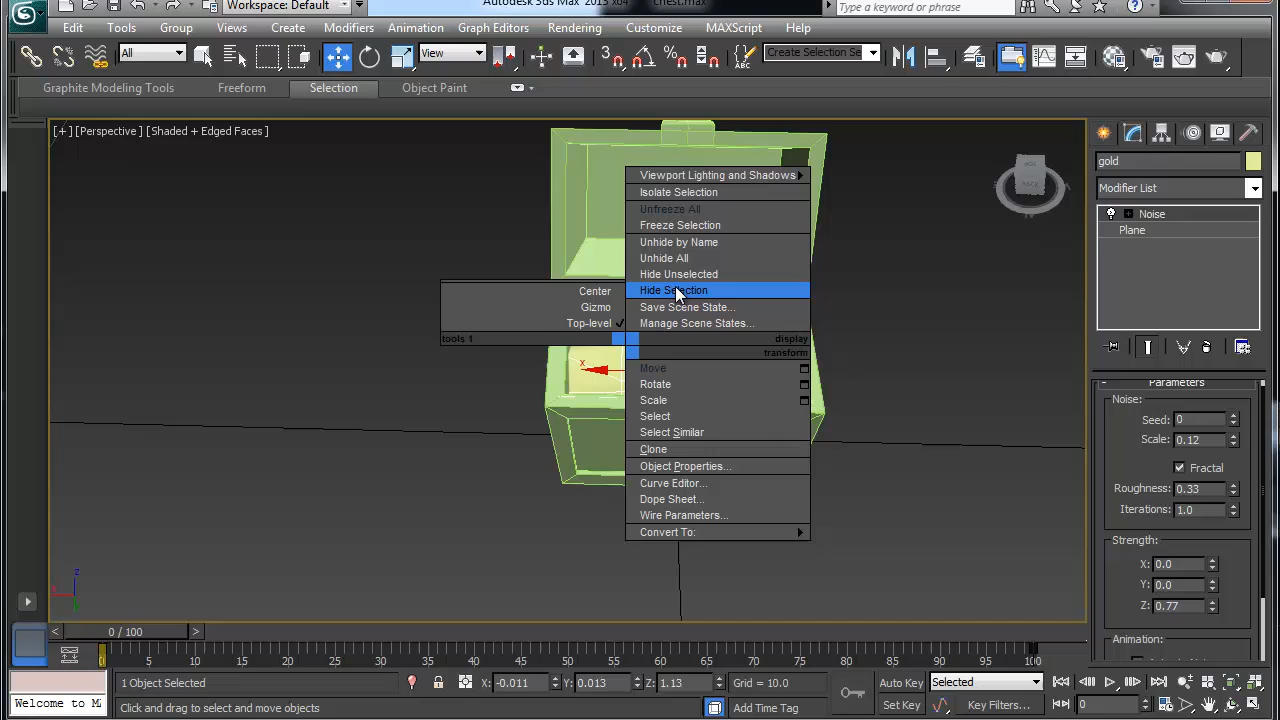 Workspace: Default
Autodesk 3ds Max 2013 x64
chest.max
Type a keyword or phrase
Edit Tools Group Views Create Modifiers Animation Graph Editors Rendering Customize MAXScript Help
All
View
Create Selection Se
ABC
Graphite Modeling Tools Freeform Selection Object Paint
[+] [Perspective] [Shaded + Edged Faces]
gold
Modifier List
Noise
Plane
Viewport Lighting and Shadows
Isolate Selection
Unfreeze All
Freeze Selection
Unhide by Name
Unhide All
Hide Unselected
Hide Selection
Save Scene State...
Manage Scene States...
display
transform
Center
Gizmo
Top-level
tools 1
Move
Rotate
Scale
Select
Select Similar
Clone
Object Properties...
Curve Editor...
Dope Sheet...
Wire Parameters...
Convert To:
x
z
Parameters
Noise:
Seed: 0
Scale: 0.12
Fractal
Roughness: 0.33
Iterations: 1.0
Strength:
X: 0.0
Y: 0.0
Z: 0.77
Animation:
0 / 100
0 5 10 15 20 25 30 35 40 45 50 55 60 65 70 75 80 85 90 95 100
1 Object Selected X: -0.011 Y: 0.013 Z: 1.13 Grid = 10.0 Auto Key Selected
Welcome to M
Click and drag to select and move objects Add Time Tag Set Key Key Filters... 0